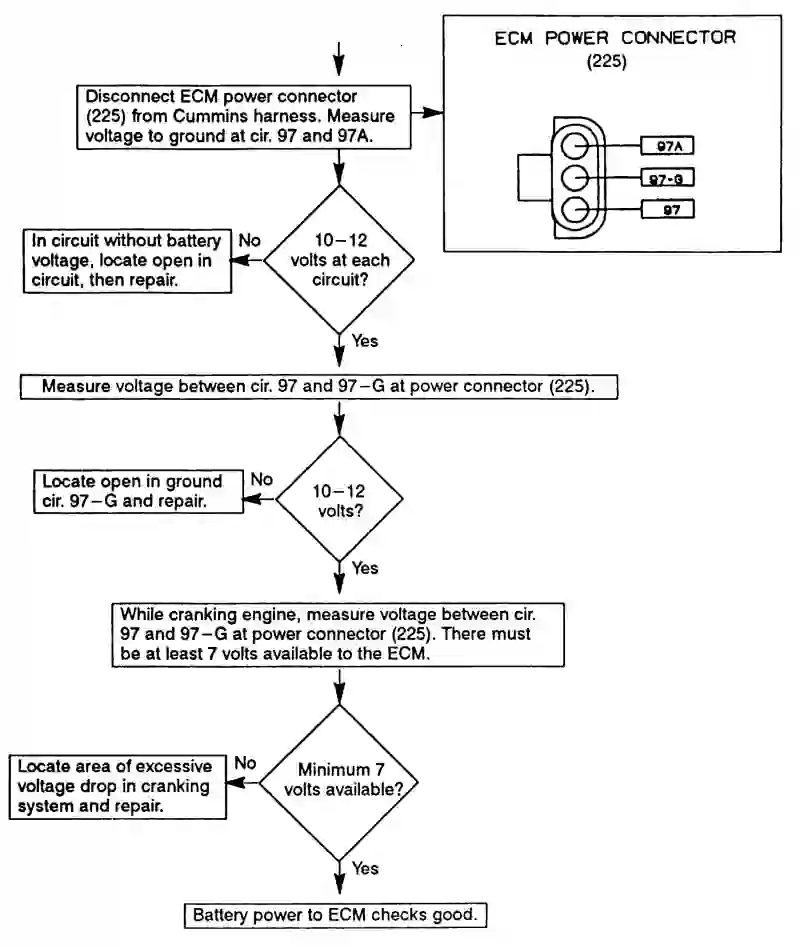 ECM POWER CONNECTOR
(225)
97A
97-G
97
Disconnect ECM power connector
(225) from Cummins harness. Measure
voltage to ground at cir. 97 and 97A.
10–12
volts at each
circuit?
No
In circuit without battery
voltage, locate open in
circuit, then repair.
Yes
Measure voltage between cir. 97 and 97–G at power connector (225).
10–12
volts?
No
Locate open in ground
cir. 97–G and repair.
Yes
While cranking engine, measure voltage between cir.
97 and 97–G at power connector (225). There must
be at least 7 volts available to the ECM.
Minimum 7
volts available?
No
Locate area of excessive
voltage drop in cranking
system and repair.
Yes
Battery power to ECM checks good.